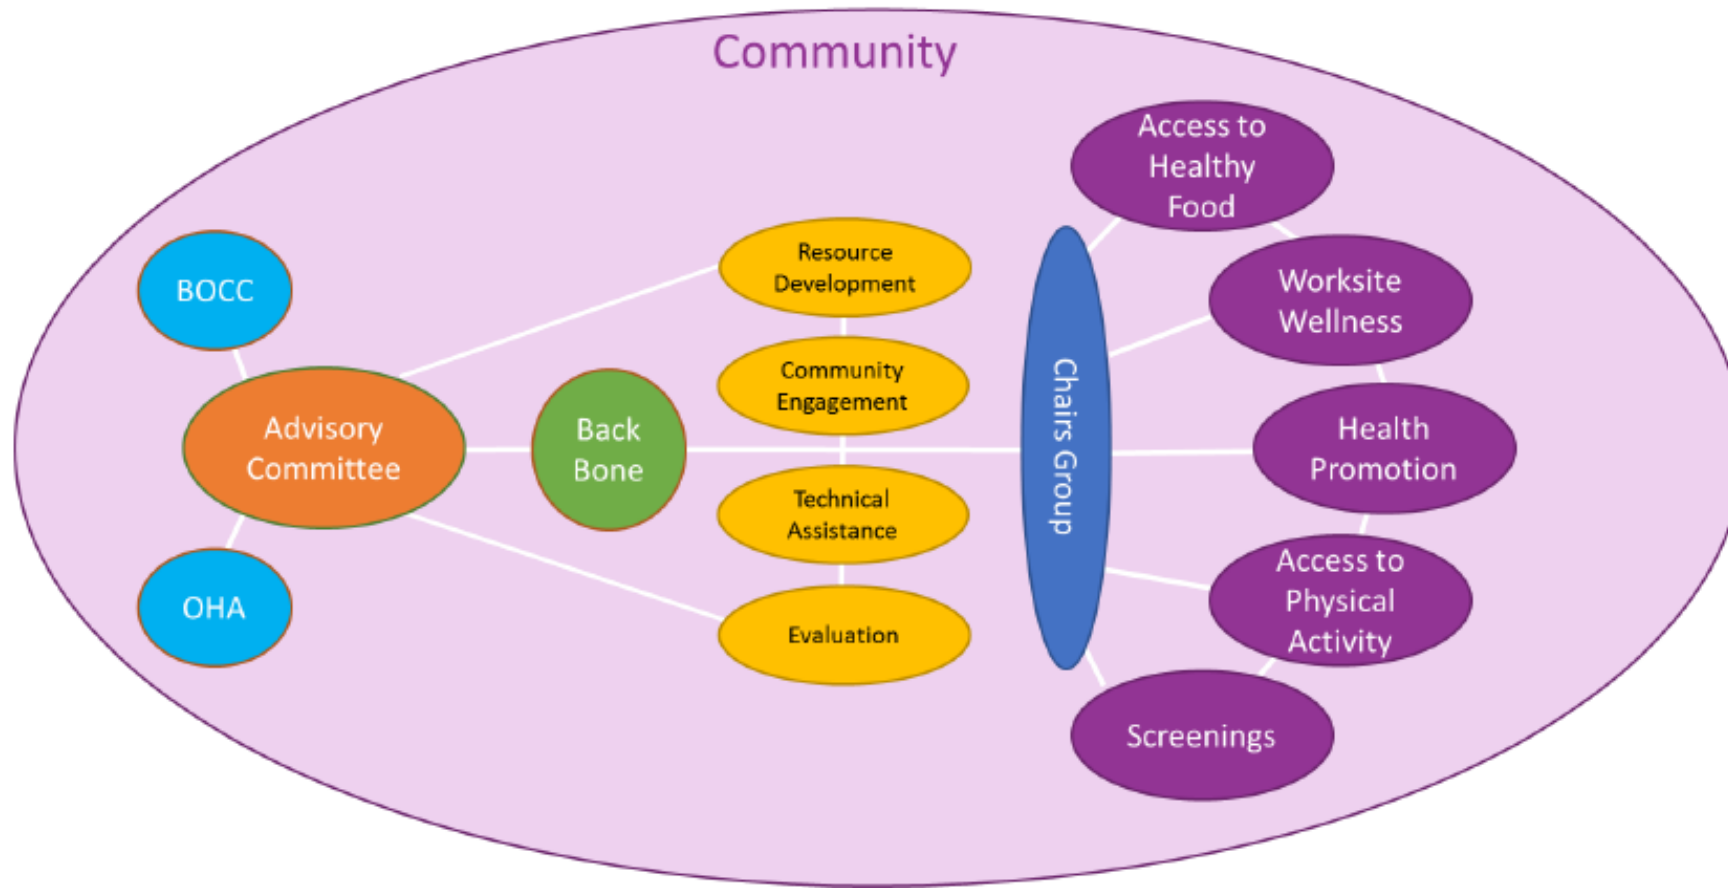 Community
BOCC
Advisory
Committee
OHA
Back
Bone
Resource
Development
Community
Engagement
Technical
Assistance
Evaluation
Chairs Group
Access to
Healthy
Food
Worksite
Wellness
Health
Promotion
Access to
Physical
Activity
Screenings